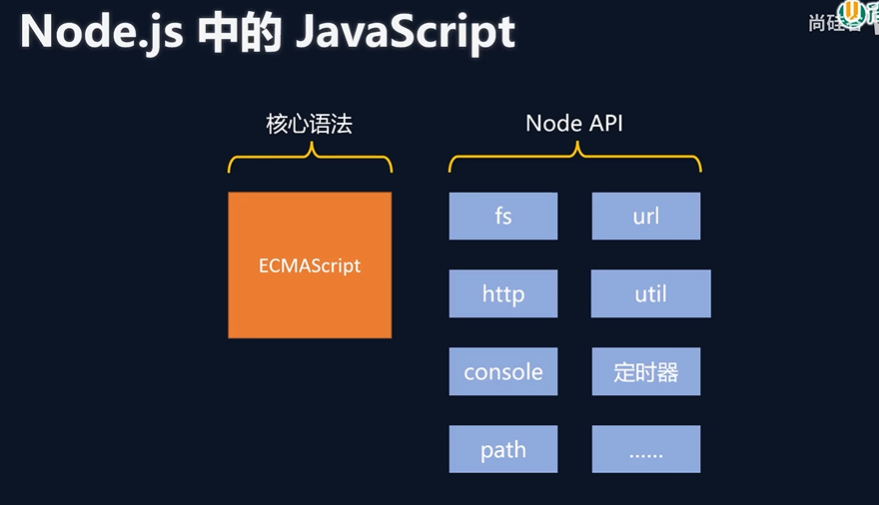 Node.js 中的 JavaScript
尚硅谷
核心语法
Node API
ECMAScript
fs
url
http
util
console
定时器
path
……